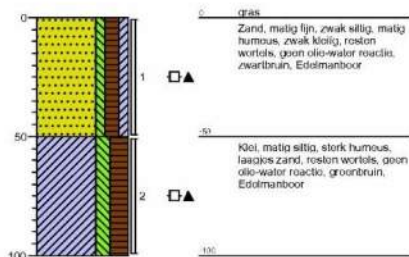 0
0
gras
Zand, matig fijn, zwak siltig, matig
humeus, zwak kleiïg, resten
wortels, geen olie-water reactie,
zwartbruin, Edelmanboor
1
50
-50
Klei, matig siltig, sterk humeus,
laagjes zand, resten wortels, geen
olie-water reactie, groenbruin,
Edelmanboor
2
100
-100